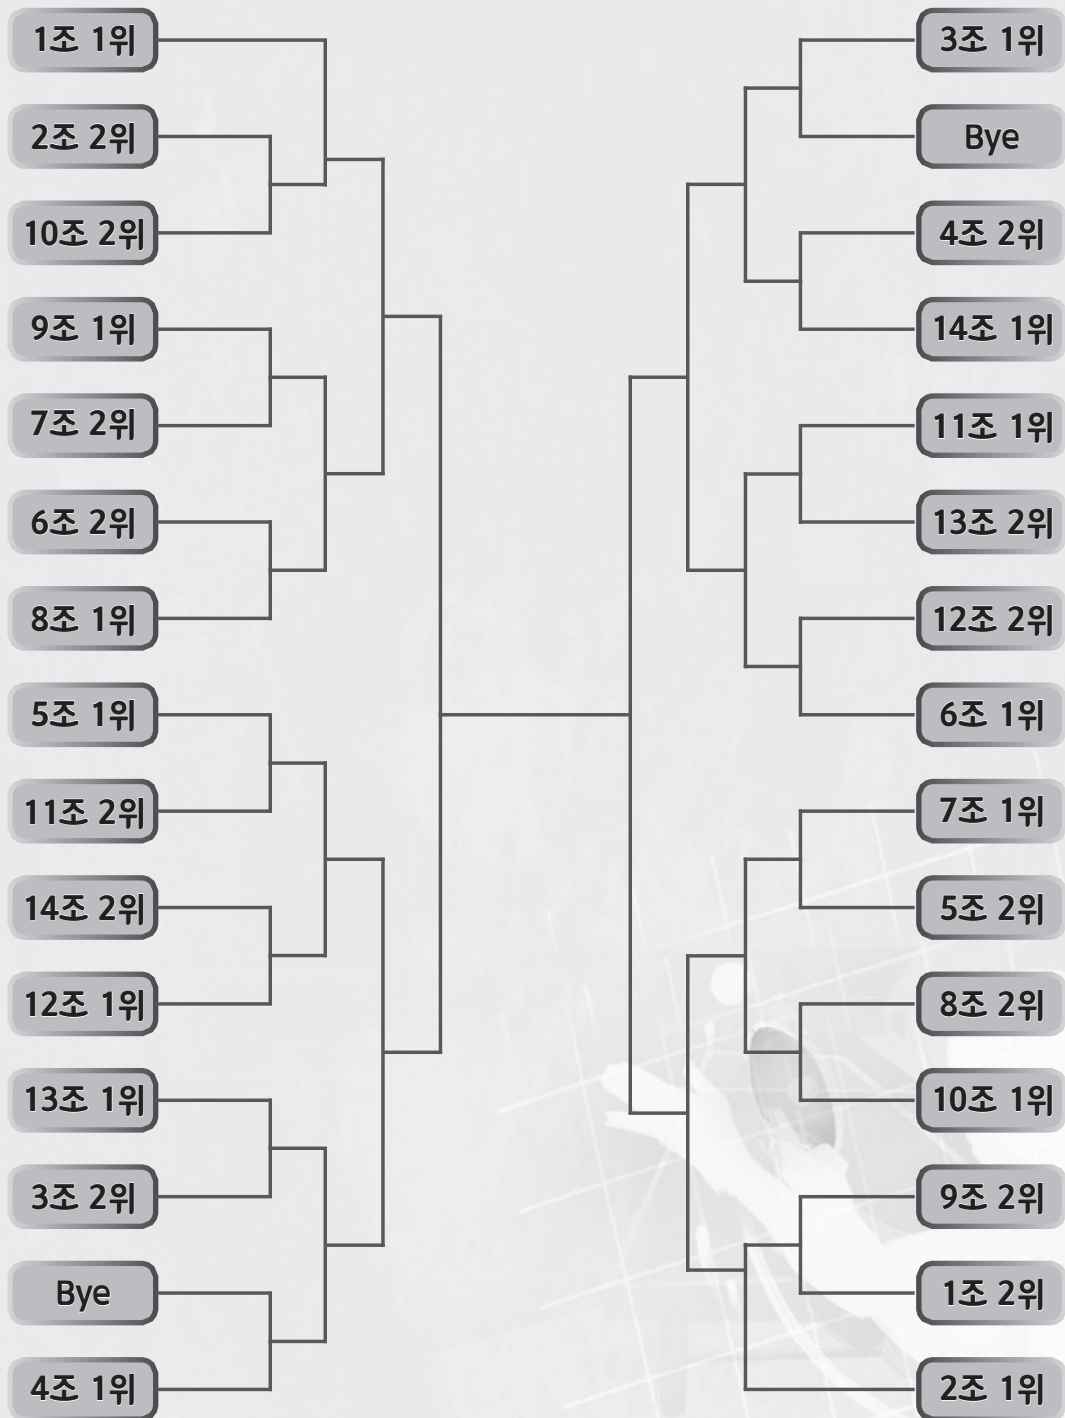 1조 1위
2조 2위
10조 2위
9조 1위
7조 2위
6조 2위
8조 1위
5조 1위
11조 2위
14조 2위
12조 1위
13조 1위
3조 2위
Bye
4조 1위
3조 1위
Bye
4조 2위
14조 1위
11조 1위
13조 2위
12조 2위
6조 1위
7조 1위
5조 2위
8조 2위
10조 1위
9조 2위
1조 2위
2조 1위